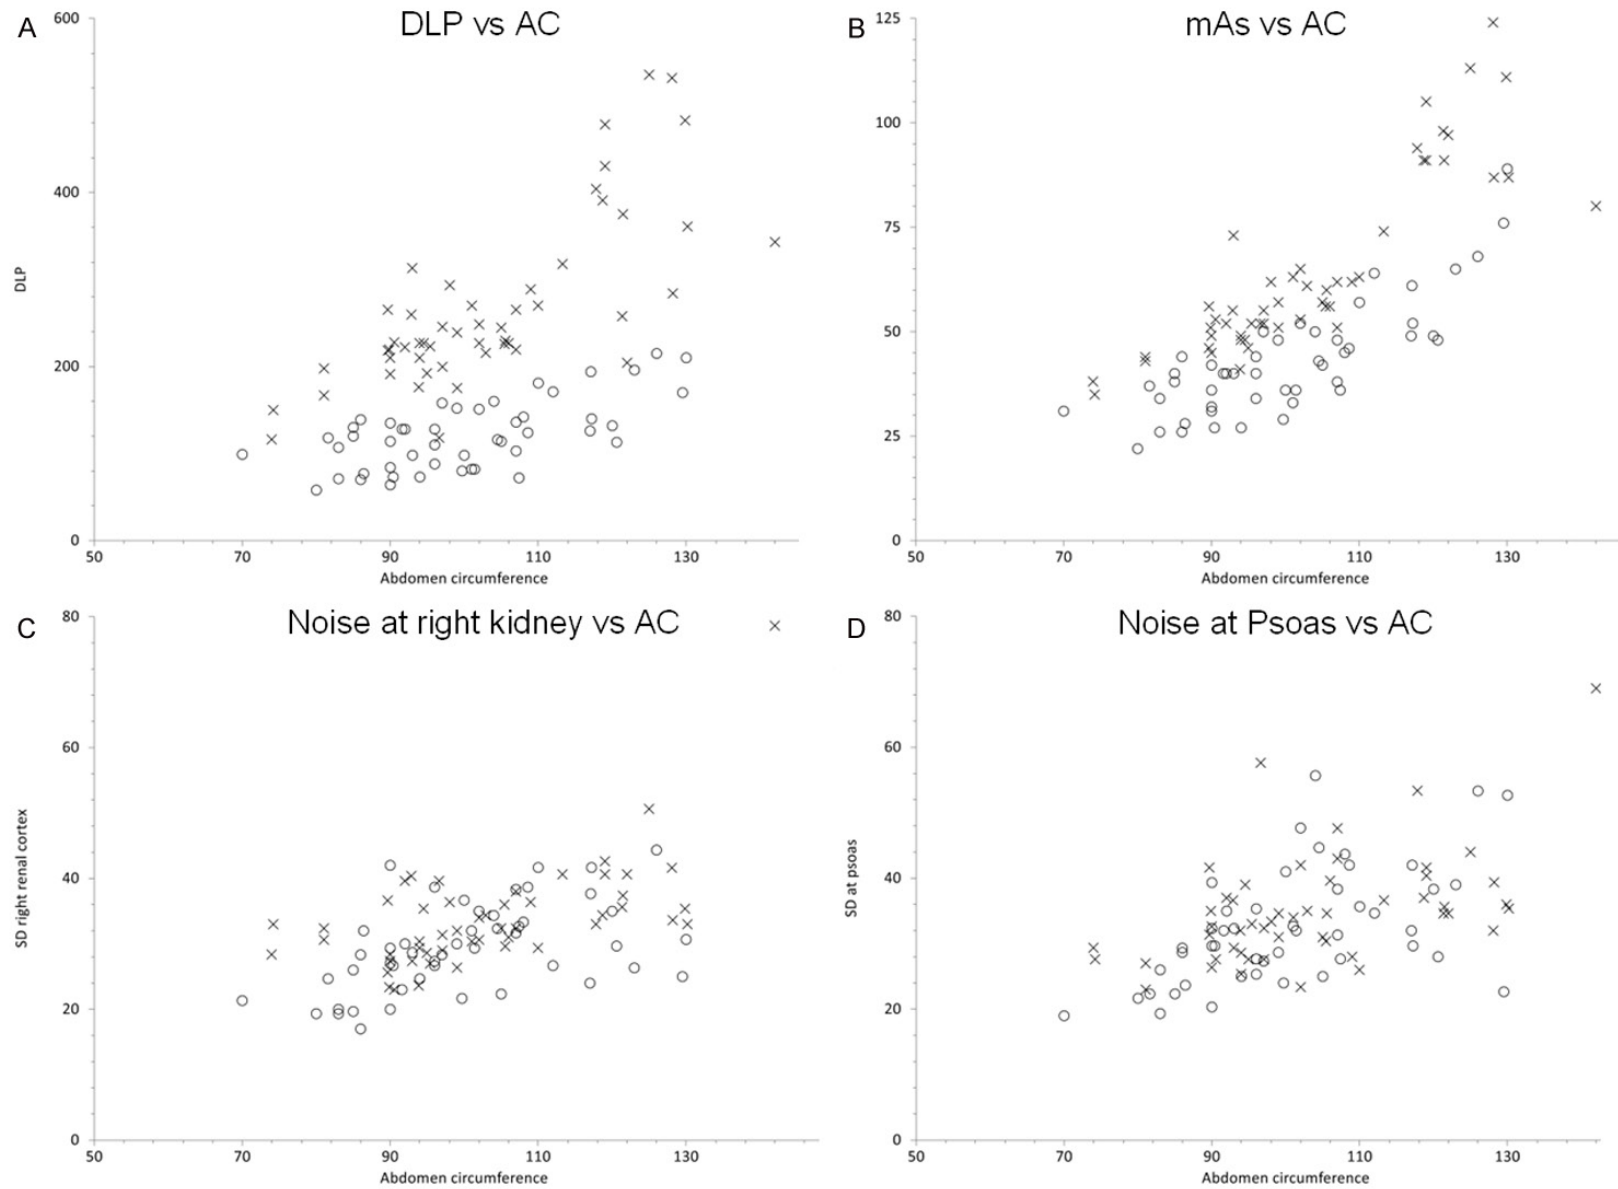 A
DLP vs AC
600
400
200
0
DLP
50 70 90 110 130
Abdomen circumference
B
mAs vs AC
125
100
75
50
25
0
50 70 90 110 130
Abdomen circumference
C
Noise at right kidney vs AC
80
60
40
20
0
SD right renal cortex
50 70 90 110 130
Abdomen circumference
D
Noise at Psoas vs AC
80
60
40
20
0
SD at psoas
50 70 90 110 130
Abdomen circumference